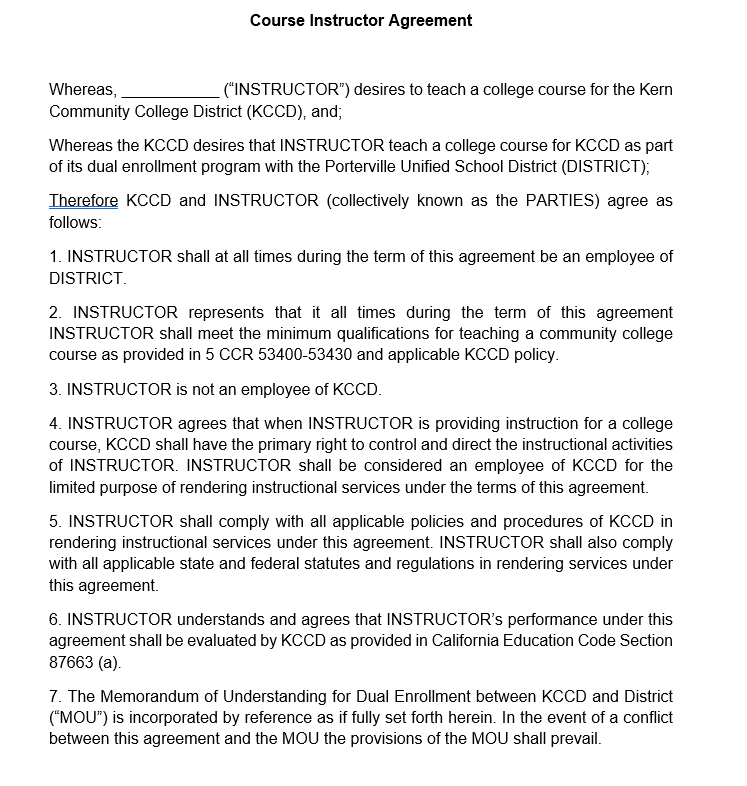 Course Instructor Agreement
Whereas, ____________ (“INSTRUCTOR”) desires to teach a college course for the Kern
Community College District (KCCD), and;
Whereas the KCCD desires that INSTRUCTOR teach a college course for KCCD as part
of its dual enrollment program with the Porterville Unified School District (DISTRICT);
Therefore KCCD and INSTRUCTOR (collectively known as the PARTIES) agree as
follows:
1. INSTRUCTOR shall at all times during the term of this agreement be an employee of
DISTRICT.
2. INSTRUCTOR represents that it all times during the term of this agreement
INSTRUCTOR shall meet the minimum qualifications for teaching a community college
course as provided in 5 CCR 53400-53430 and applicable KCCD policy.
3. INSTRUCTOR is not an employee of KCCD.
4. INSTRUCTOR agrees that when INSTRUCTOR is providing instruction for a college
course, KCCD shall have the primary right to control and direct the instructional activities
of INSTRUCTOR. INSTRUCTOR shall be considered an employee of KCCD for the
limited purpose of rendering instructional services under the terms of this agreement.
5. INSTRUCTOR shall comply with all applicable policies and procedures of KCCD in
rendering instructional services under this agreement. INSTRUCTOR shall also comply
with all applicable state and federal statutes and regulations in rendering services under
this agreement.
6. INSTRUCTOR understands and agrees that INSTRUCTOR’s performance under this
agreement shall be evaluated by KCCD as provided in California Education Code Section
87663 (a).
7. The Memorandum of Understanding for Dual Enrollment between KCCD and District
(“MOU”) is incorporated by reference as if fully set forth herein. In the event of a conflict
between this agreement and the MOU the provisions of the MOU shall prevail.